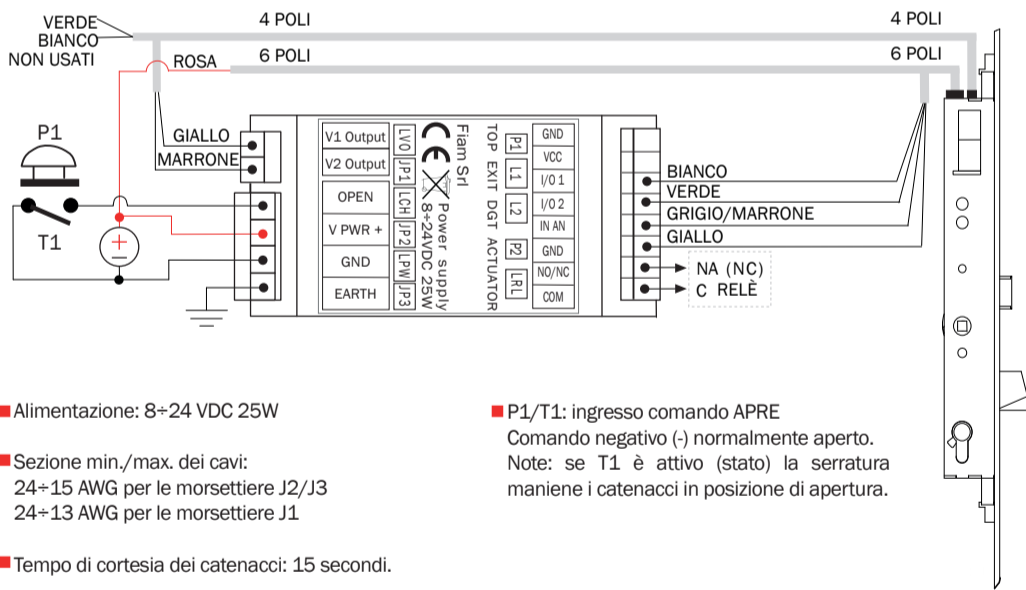 VERDE
BIANCO
NON USATI
4 POLI
4 POLI
ROSA
6 POLI
6 POLI
P1
T1
GIALLO
MARRONE
V1 Output
V2 Output
OPEN
V PWR +
GND
EARTH
LVO
JP1
LCH
JP2
LPW
JP3
CE
Power supply
8÷24VDC 25W
Fiam Srl
TOP EXIT DGT ACTUATOR
P1
L1
L2
P2
LRL
GND
VCC
I/O 1
I/O 2
IN AN
GND
NO/NC
COM
BIANCO
VERDE
GRIGIO/MARRONE
GIALLO
NA (NC)
C RELÈ
Alimentazione: 8÷24 VDC 25W
Sezione min./max. dei cavi:
24÷15 AWG per le morsettiere J2/J3
24÷13 AWG per le morsettiere J1
Tempo di cortesia dei catenacci: 15 secondi.
P1/T1: ingresso comando APRE
Comando negativo (-) normalmente aperto.
Note: se T1 è attivo (stato) la serratura
maniene i catenacci in posizione di apertura.